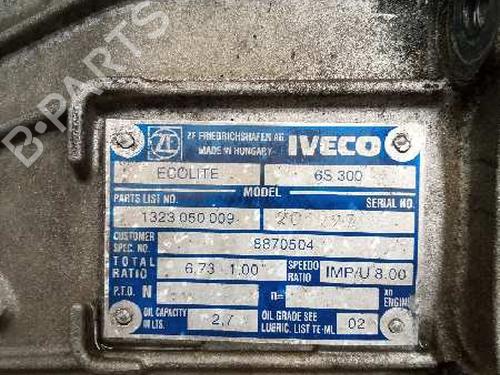 B-PARTS
ZF FRIEDRICHSHAFEN AG
MADE IN HUNGARY
IVECO
ECOLITE 6S 300
MODEL
PARTS LIST NO. SERIAL NO.
1323 050 009
CUSTOMER SPEC. NO. 8870504
TOTAL RATIO 6,73 - 1,00 SPEEDO RATIO IMP/U 8.00
P.T.O. N n= xn ENGINE
OIL CAPACITY IN LTS. 2,7 OIL GRADE SEE LUBRIC. LIST TE-ML 02